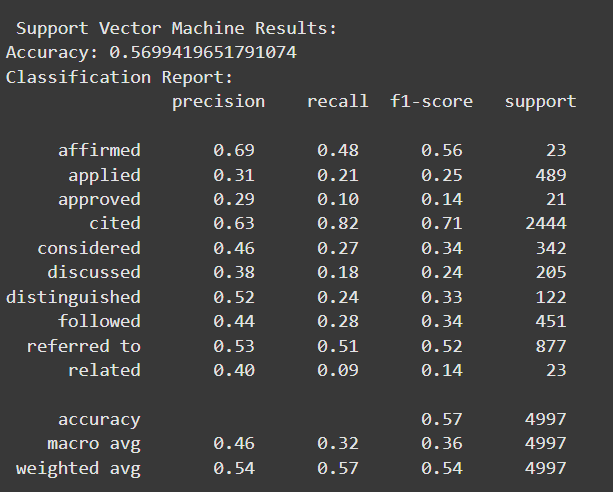 Support Vector Machine Results:
Accuracy: 0.5699419651791074
Classification Report:
precision recall f1-score support
affirmed 0.69 0.48 0.56 23
applied 0.31 0.21 0.25 489
approved 0.29 0.10 0.14 21
cited 0.63 0.82 0.71 2444
considered 0.46 0.27 0.34 342
discussed 0.38 0.18 0.24 205
distinguished 0.52 0.24 0.33 122
followed 0.44 0.28 0.34 451
referred to 0.53 0.51 0.52 877
related 0.40 0.09 0.14 23
accuracy 0.57 4997
macro avg 0.46 0.32 0.36 4997
weighted avg 0.54 0.57 0.54 4997